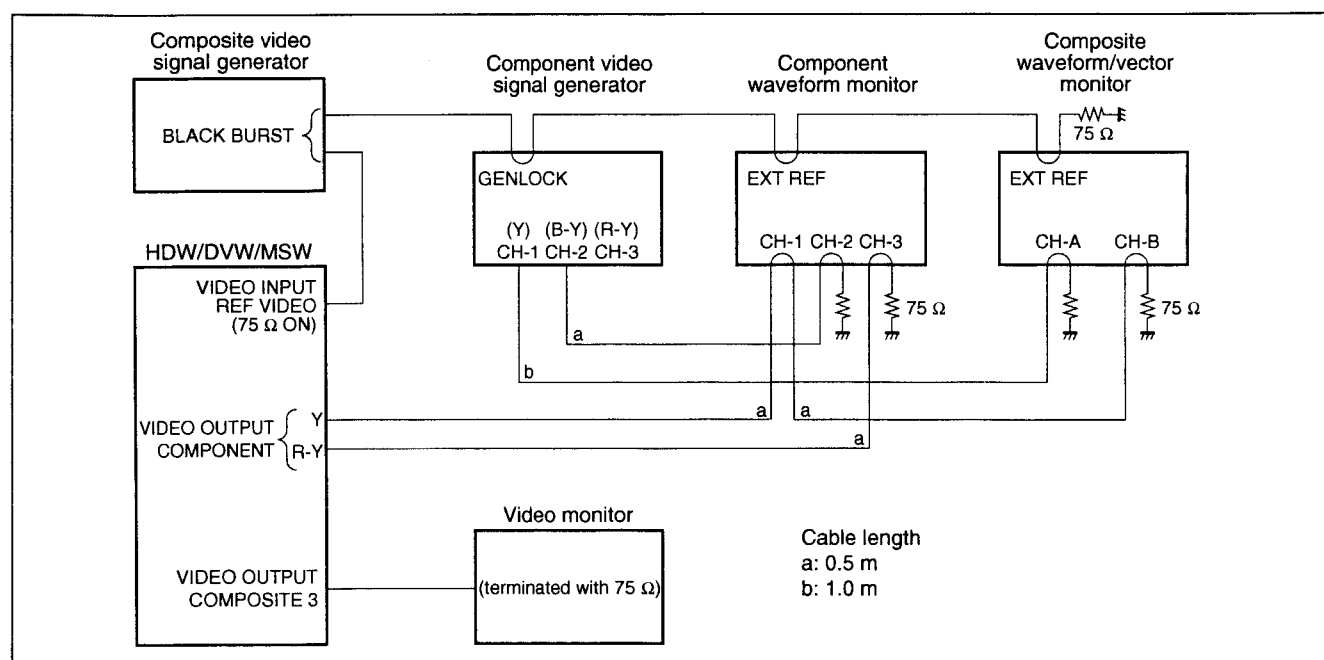 Composite video
signal generator
BLACK BURST
Component video
signal generator
GENLOCK
(Y) (B-Y) (R-Y)
CH-1 CH-2 CH-3
Component
waveform monitor
EXT REF
CH-1 CH-2 CH-3
75 Ω
Composite
waveform/vector
monitor
75 Ω
EXT REF
CH-A CH-B
75 Ω
HDW/DVW/MSW
VIDEO INPUT
REF VIDEO
(75 Ω ON)
a
b
VIDEO OUTPUT
COMPONENT
Y
R-Y
a
a
a
VIDEO OUTPUT
COMPOSITE 3
Video monitor
(terminated with 75 Ω)
Cable length
a: 0.5 m
b: 1.0 m